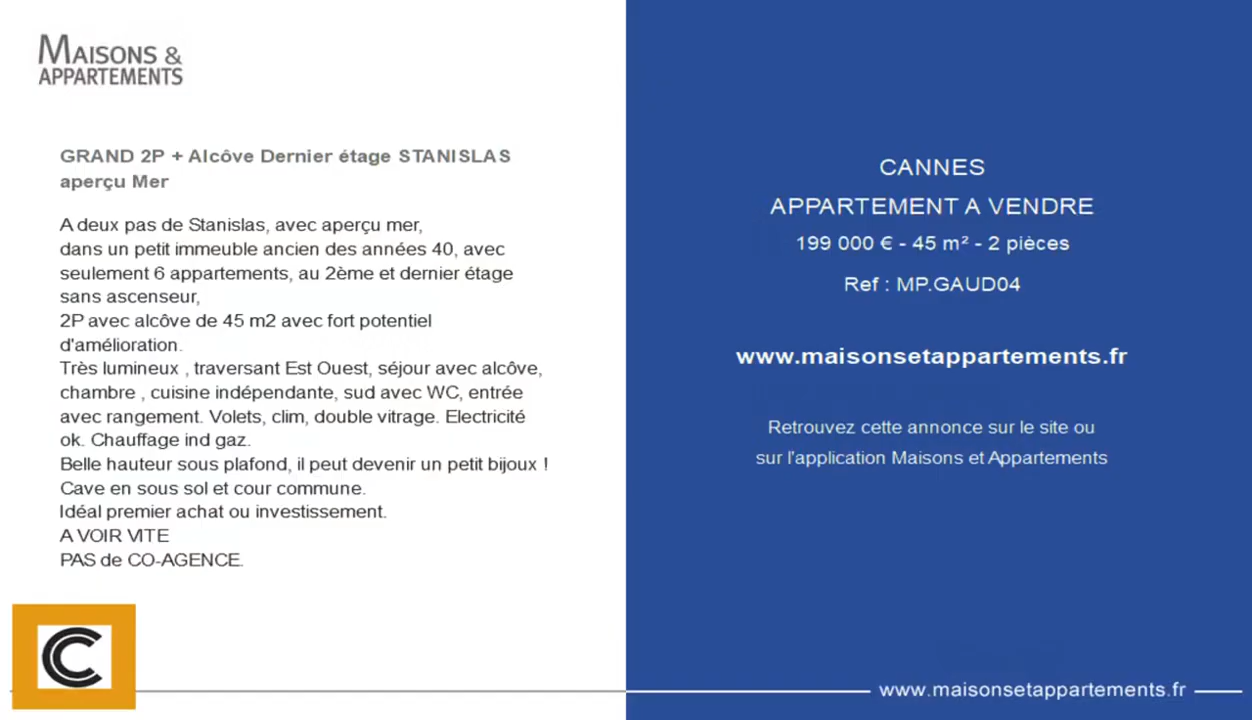 MAISONS &
APPARTEMENTS
GRAND 2P + Alcôve Dernier étage STANISLAS
aperçu Mer
A deux pas de Stanislas, avec aperçu mer,
dans un petit immeuble ancien des années 40, avec
seulement 6 appartements, au 2ème et dernier étage
sans ascenseur,
2P avec alcôve de 45 m2 avec fort potentiel
d'amélioration.
Très lumineux , traversant Est Ouest, séjour avec alcôve,
chambre , cuisine indépendante, sud avec WC, entrée
avec rangement. Volets, clim, double vitrage. Electricité
ok. Chauffage ind gaz.
Belle hauteur sous plafond, il peut devenir un petit bijoux !
Cave en sous sol et cour commune.
Idéal premier achat ou investissement.
A VOIR VITE
PAS de CO-AGENCE.
CANNES
APPARTEMENT A VENDRE
199 000 € - 45 m² - 2 pièces
Ref : MP.GAUD04
www.maisonsetappartements.fr
Retrouvez cette annonce sur le site ou
sur l'application Maisons et Appartements
www.maisonsetappartements.fr